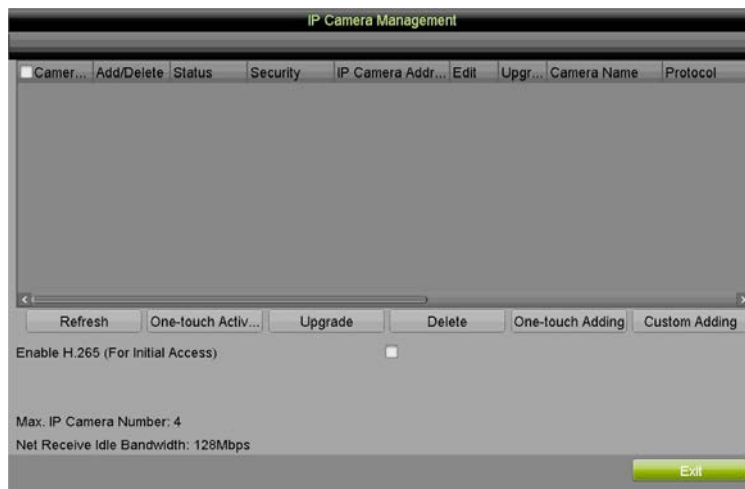 IP Camera Management
Camer... Add/Delete Status Security IP Camera Addr... Edit Upgr... Camera Name Protocol
Refresh One-touch Activ... Upgrade Delete One-touch Adding Custom Adding
Enable H.265 (For Initial Access)
Max. IP Camera Number: 4
Net Receive Idle Bandwidth: 128Mbps
Exit